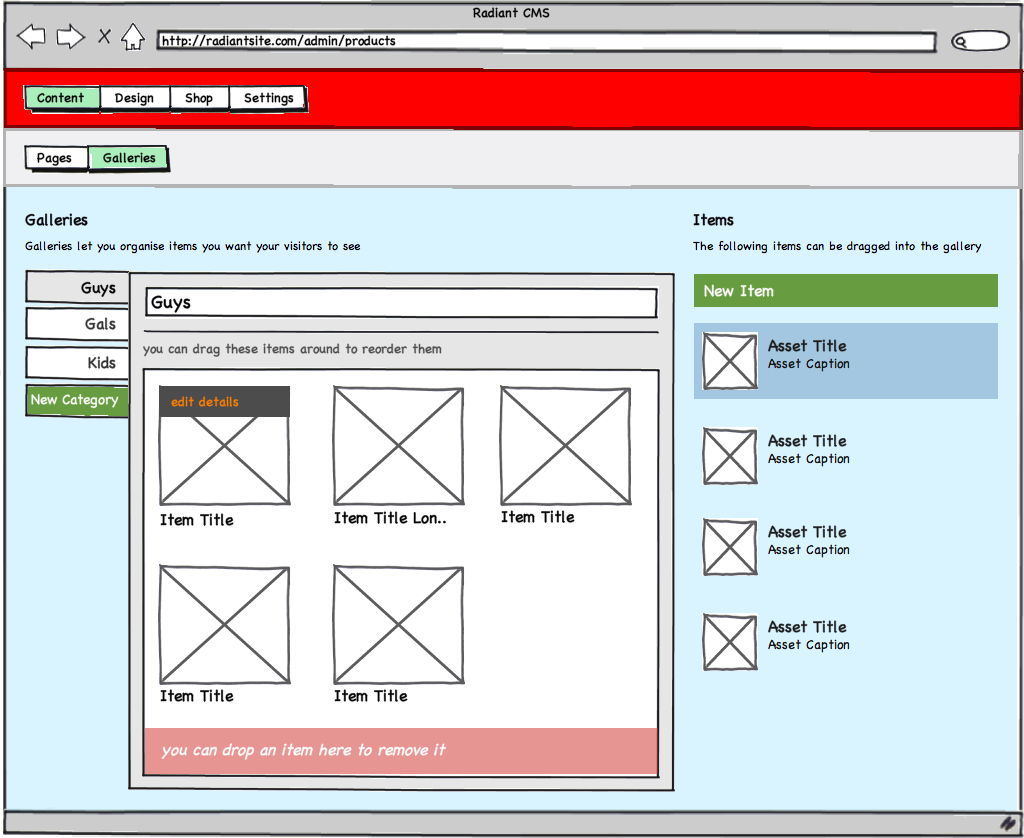 Radiant CMS
http://radiantsite.com/admin/products
Content
Design
Shop
Settings
Pages
Galleries
Galleries
Galleries let you organise items you want your visitors to see
Guys
Gals
Kids
New Category
Guys
you can drag these items around to reorder them
edit details
Item Title
Item Title Lon..
Item Title
Item Title
Item Title
you can drop an item here to remove it
Items
The following items can be dragged into the gallery
New Item
Asset Title
Asset Caption
Asset Title
Asset Caption
Asset Title
Asset Caption
Asset Title
Asset Caption